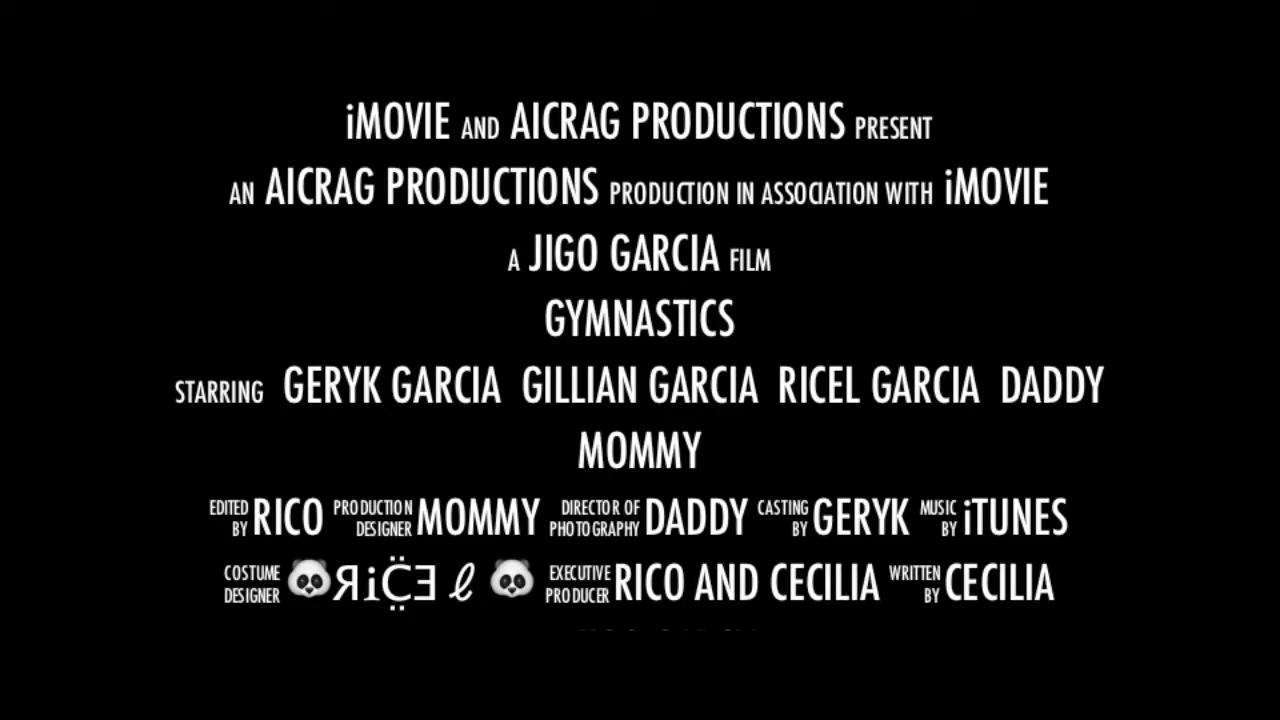 iMOVIE AND AICRAG PRODUCTIONS PRESENT
AN AICRAG PRODUCTIONS PRODUCTION IN ASSOCIATION WITH iMOVIE
A JIGO GARCIA FILM
GYMNASTICS
STARRING GERYK GARCIA GILLIAN GARCIA RICEL GARCIA DADDY
MOMMY
EDITED BY RICO PRODUCTION DESIGNER MOMMY DIRECTOR OF PHOTOGRAPHY DADDY CASTING BY GERYK MUSIC BY iTUNES
COSTUME DESIGNER 🐼ЯiC̤̈Ǝ ℓ 🐼 EXECUTIVE PRODUCER RICO AND CECILIA WRITTEN BY CECILIA